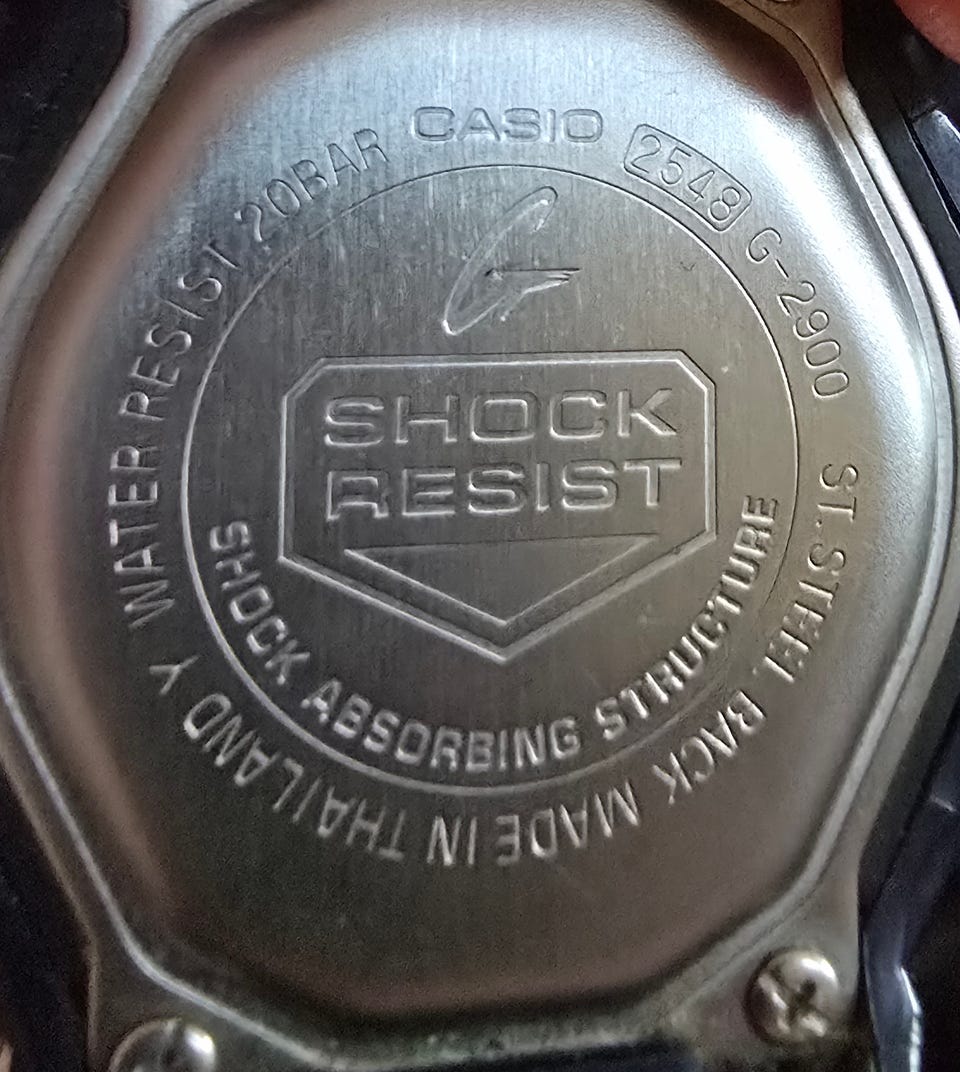 CASIO
2548 G-2900 ST. STEEL BACK MADE IN THAILAND Y WATER RESIST 20BAR
G
SHOCK
RESIST
SHOCK ABSORBING STRUCTURE